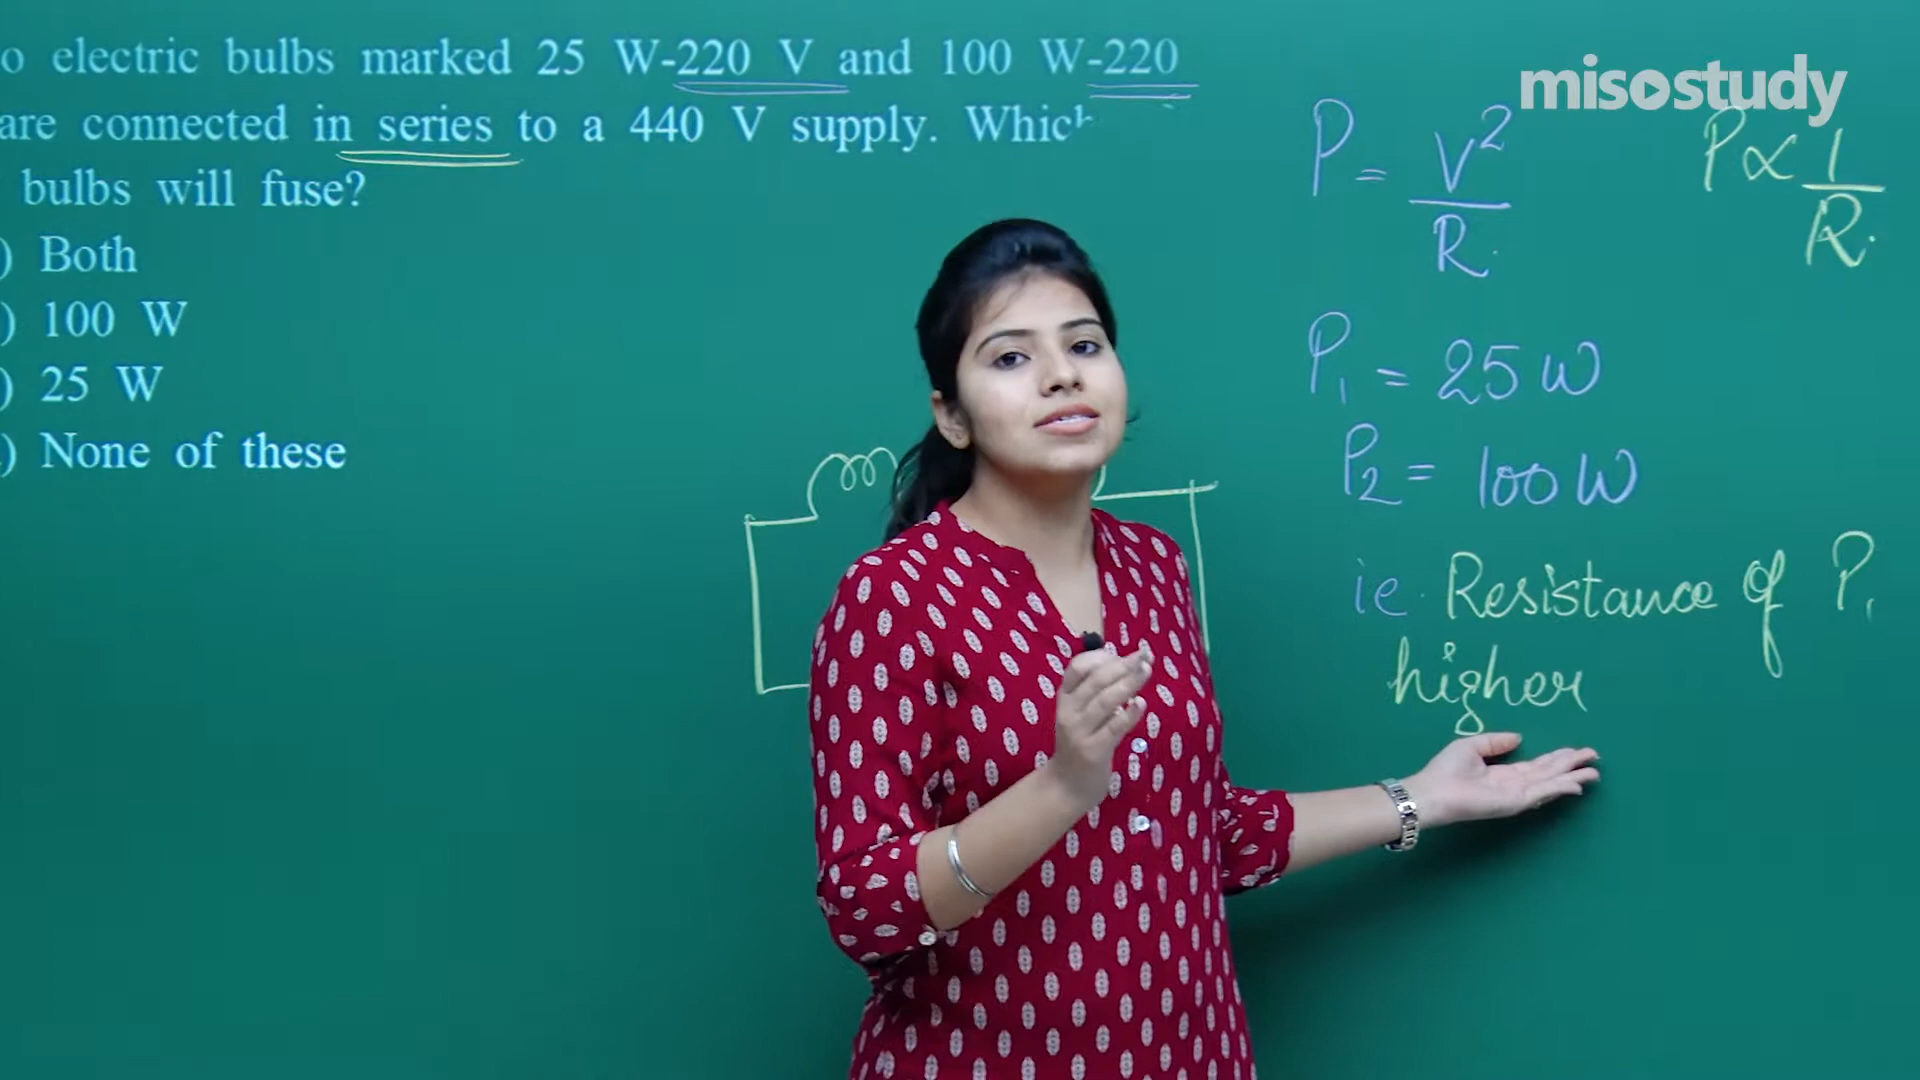 o electric bulbs marked 25 W-220 V and 100 W-220
are connected in series to a 440 V supply. Which
bulbs will fuse?
) Both
) 100 W
) 25 W
) None of these
misostudy
P = V²/R.
P ∝ 1/R.
P₁ = 25 W
P₂ = 100 W
ie. Resistance of P₁
higher